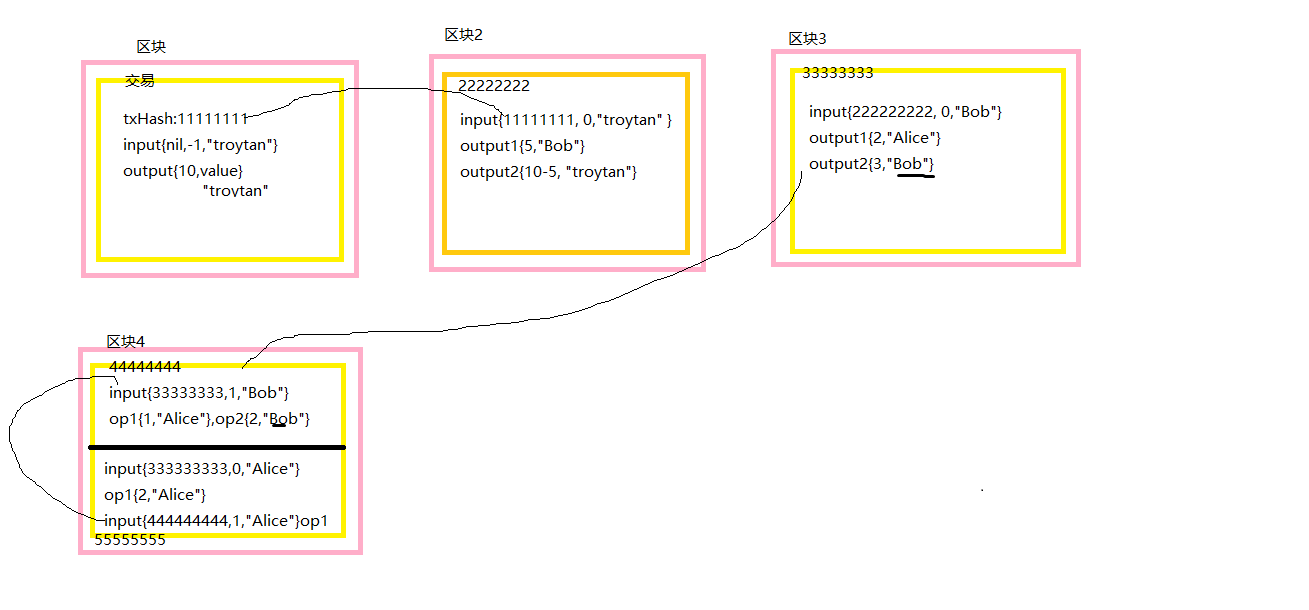 区块
交易
txHash:11111111
input{nil,-1,"troytan"}
output{10,value}
"troytan"
区块2
22222222
input{11111111, 0,"troytan" }
output1{5,"Bob"}
output2{10-5, "troytan"}
区块3
33333333
input{222222222, 0,"Bob"}
output1{2,"Alice"}
output2{3,"Bob"}
区块4
44444444
input{33333333,1,"Bob"}
op1{1,"Alice"},op2{2,"Bob"}
input{333333333,0,"Alice"}
op1{2,"Alice"}
input{444444444,1,"Alice"}op1
55555555